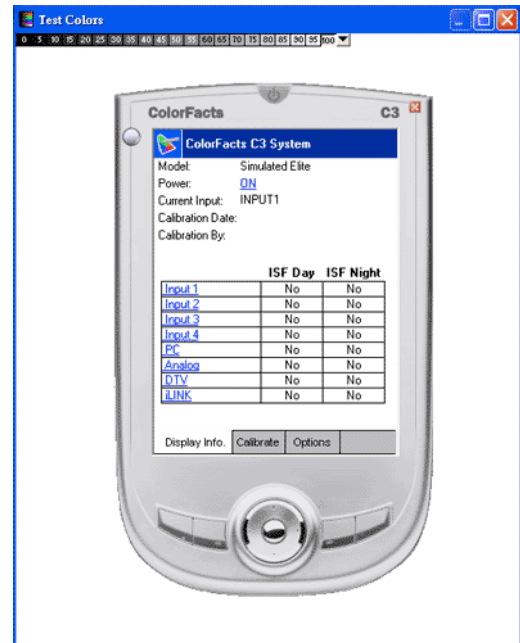 Test Colors
0 5 10 15 20 25 30 35 40 45 50 55 60 65 70 75 80 85 90 95 100
ColorFacts C3
ColorFacts C3 System
Model: Simulated Elite
Power: ON
Current Input: INPUT1
Calibration Date:
Calibration By:
ISF Day ISF Night
Input 1 No No
Input 2 No No
Input 3 No No
Input 4 No No
PC No No
Analog No No
DTV No No
iLINK No No
Display Info. Calibrate Options